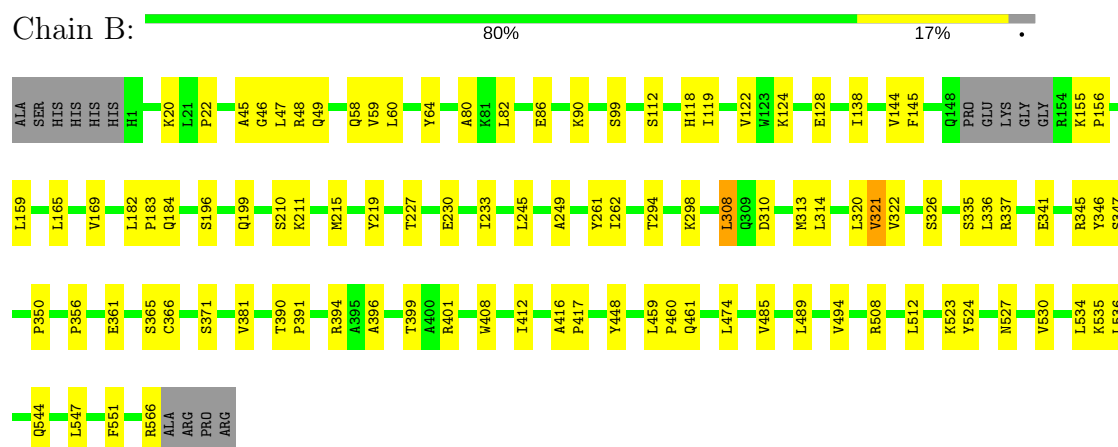 Chain B:
80% 17% •
ALA SER HIS HIS HIS HIS H1 K20 L21 P22 A45 G46 L47 R48 Q49 Q58 V59 L60 Y64 A80 K81 L82 E86 K90 S99 S112 H118 I119 V122 W123 K124 E128 I138 V144 F145 Q148 PRO GLU LYS GLY GLY R154 K155 P156
L159 L165 V169 L182 P183 Q184 S196 Q199 S210 K211 M215 Y219 T227 E230 I233 L245 A249 Y261 I262 T294 K298 L308 Q309 D310 M313 L314 L320 V321 V322 S326 S335 L336 R337 E341 R345 Y346 S347
P350 P356 E361 S365 C366 S371 V381 T390 P391 R394 A395 A396 T399 A400 R401 W408 I412 A416 P417 Y448 L459 P460 Q461 L474 V485 L489 V494 R508 L512 K523 Y524 N527 V530 L534 K535 L536
Q544 L547 F551 R566 ALA ARG PRO ARG